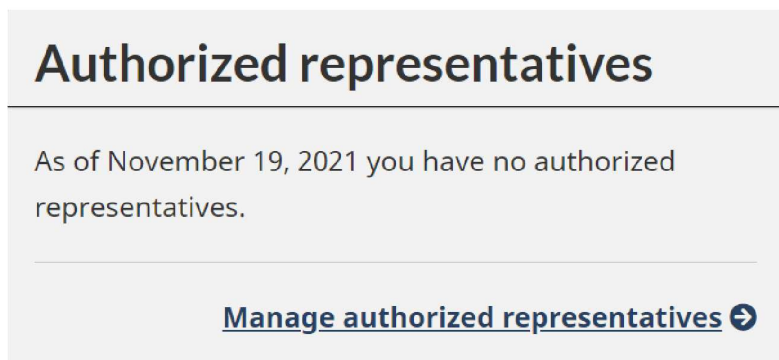 Authorized representatives
As of November 19, 2021 you have no authorized
representatives.
Manage authorized representatives